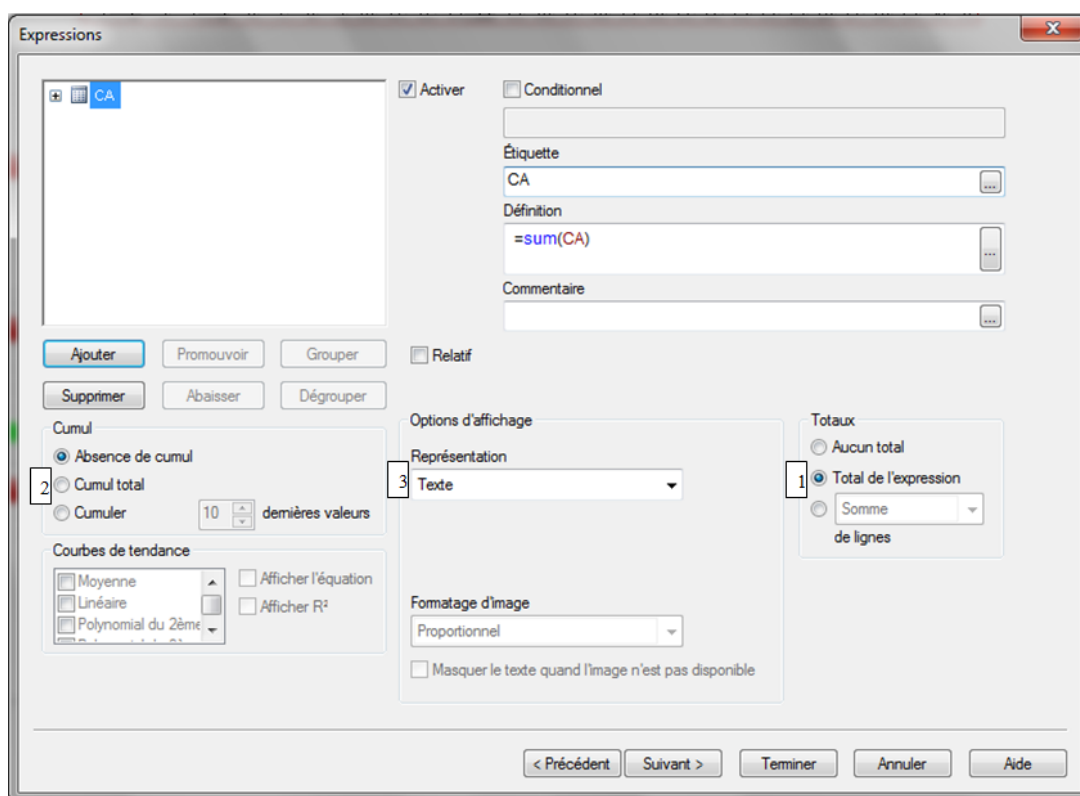 Expressions
CA
Activer
Conditionnel
Étiquette
CA
...
Définition
=sum(CA)
...
Commentaire
...
Ajouter
Promouvoir
Grouper
Relatif
Supprimer
Abaisser
Dégrouper
Cumul
Absence de cumul
2
Cumul total
Cumuler
10
dernières valeurs
Options d'affichage
Représentation
3
Texte
Totaux
Aucun total
1
Total de l'expression
Somme
de lignes
Courbes de tendance
Moyenne
Linéaire
Polynomial du 2ème
Afficher l'équation
Afficher R²
Formatage d'image
Proportionnel
Masquer le texte quand l'image n'est pas disponible
< Précédent
Suivant >
Terminer
Annuler
Aide